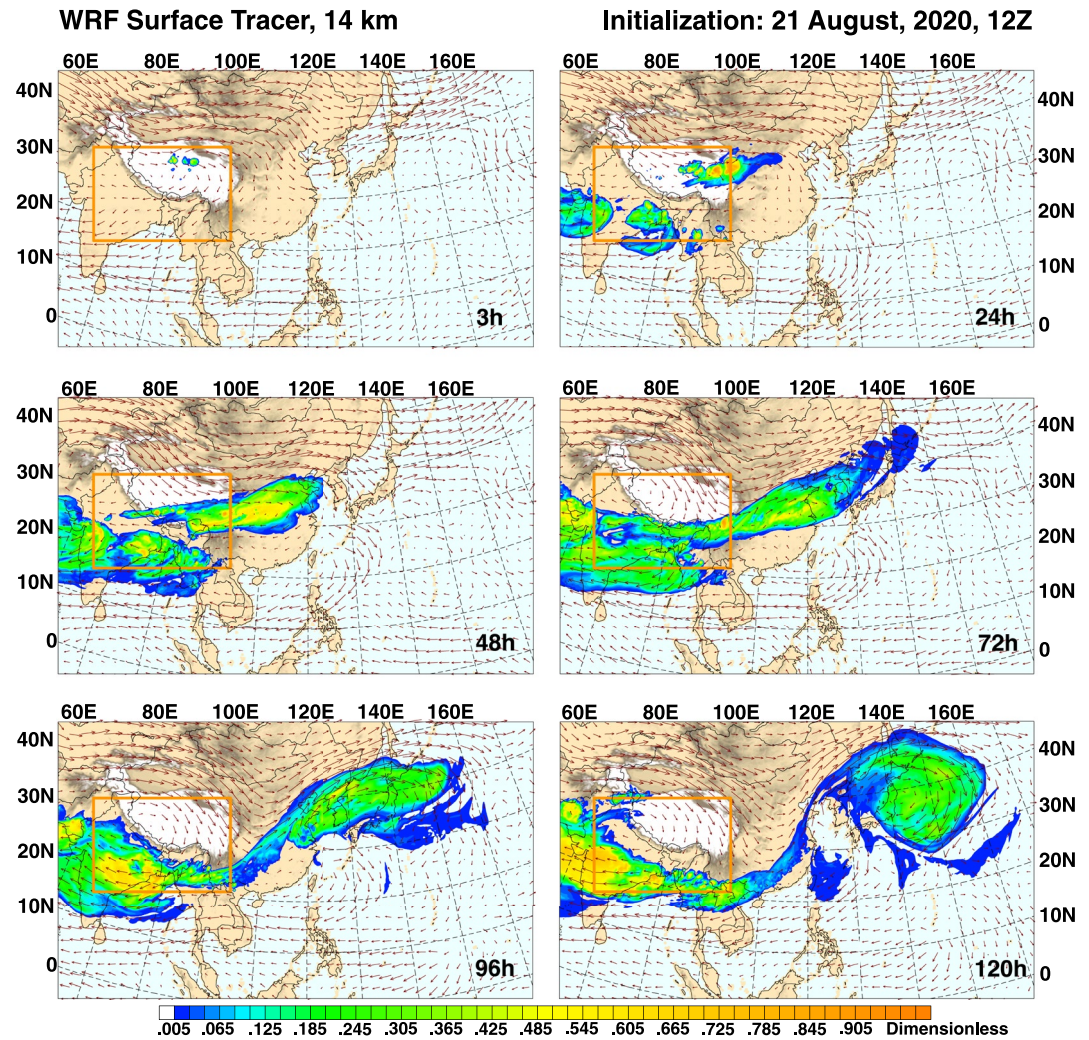 WRF Surface Tracer, 14 km
Initialization: 21 August, 2020, 12Z
60E 80E 100E 120E 140E 160E
40N
30N
20N
10N
0
3h
60E 80E 100E 120E 140E 160E
40N
30N
20N
10N
0
24h
60E 80E 100E 120E 140E 160E
40N
30N
20N
10N
0
48h
60E 80E 100E 120E 140E 160E
40N
30N
20N
10N
0
72h
60E 80E 100E 120E 140E 160E
40N
30N
20N
10N
0
96h
60E 80E 100E 120E 140E 160E
40N
30N
20N
10N
0
120h
.005 .065 .125 .185 .245 .305 .365 .425 .485 .545 .605 .665 .725 .785 .845 .905 Dimensionless